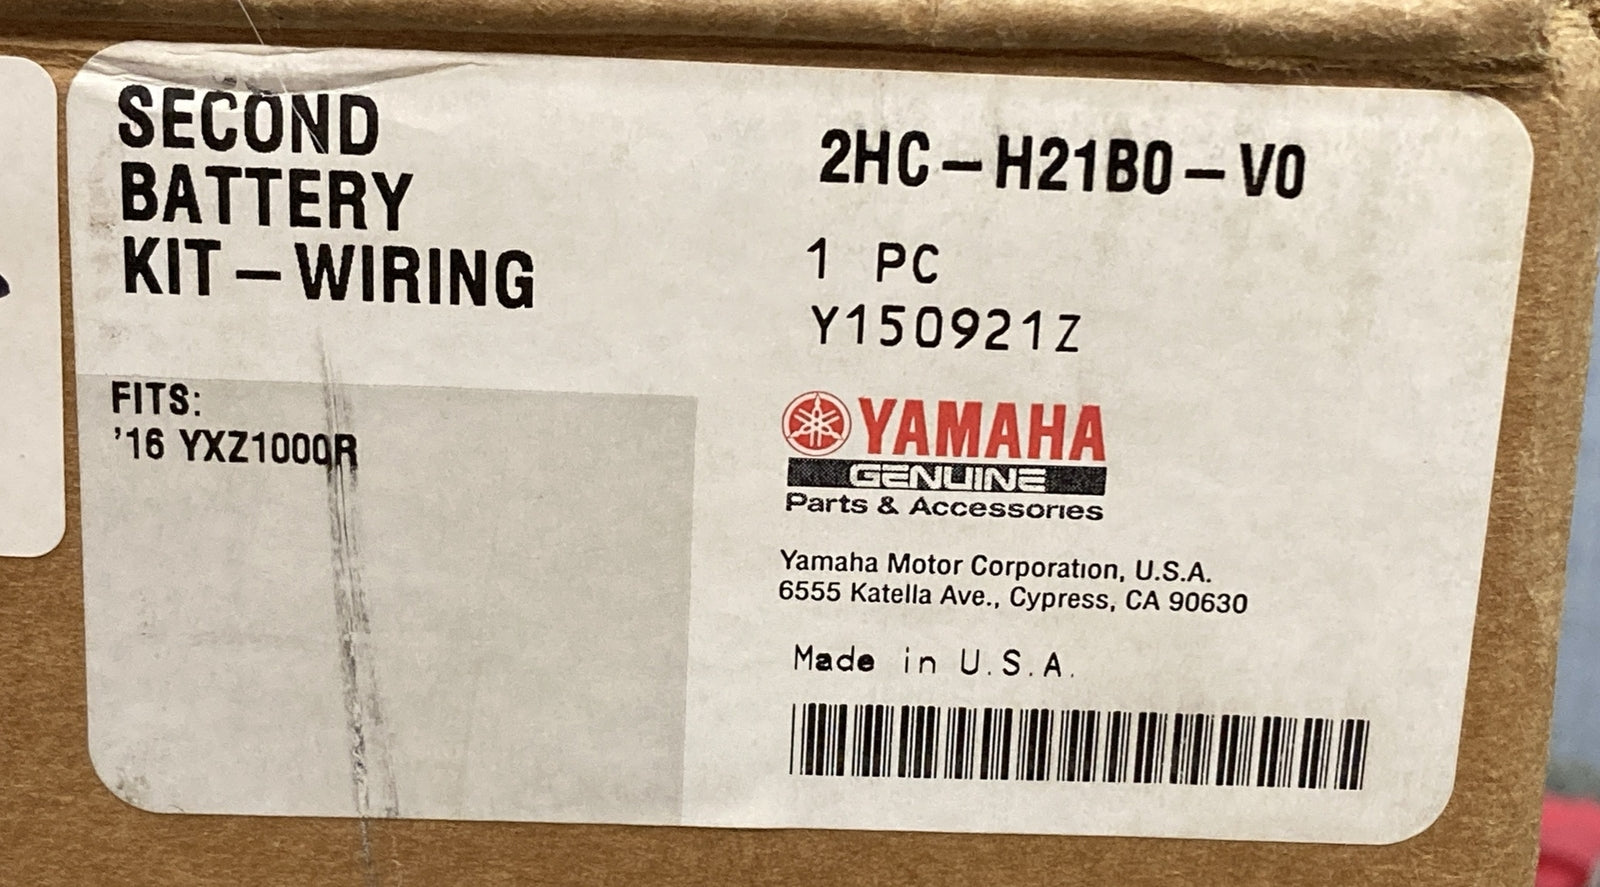 SECOND
BATTERY
KIT – WIRING
FITS:
'16 YXZ1000R
2HC – H21B0 – V0
1 PC
Y150921Z
YAMAHA
GENUINE
Parts & Accessories
Yamaha Motor Corporation, U.S.A.
6555 Katella Ave., Cypress, CA 90630
Made in U.S.A.